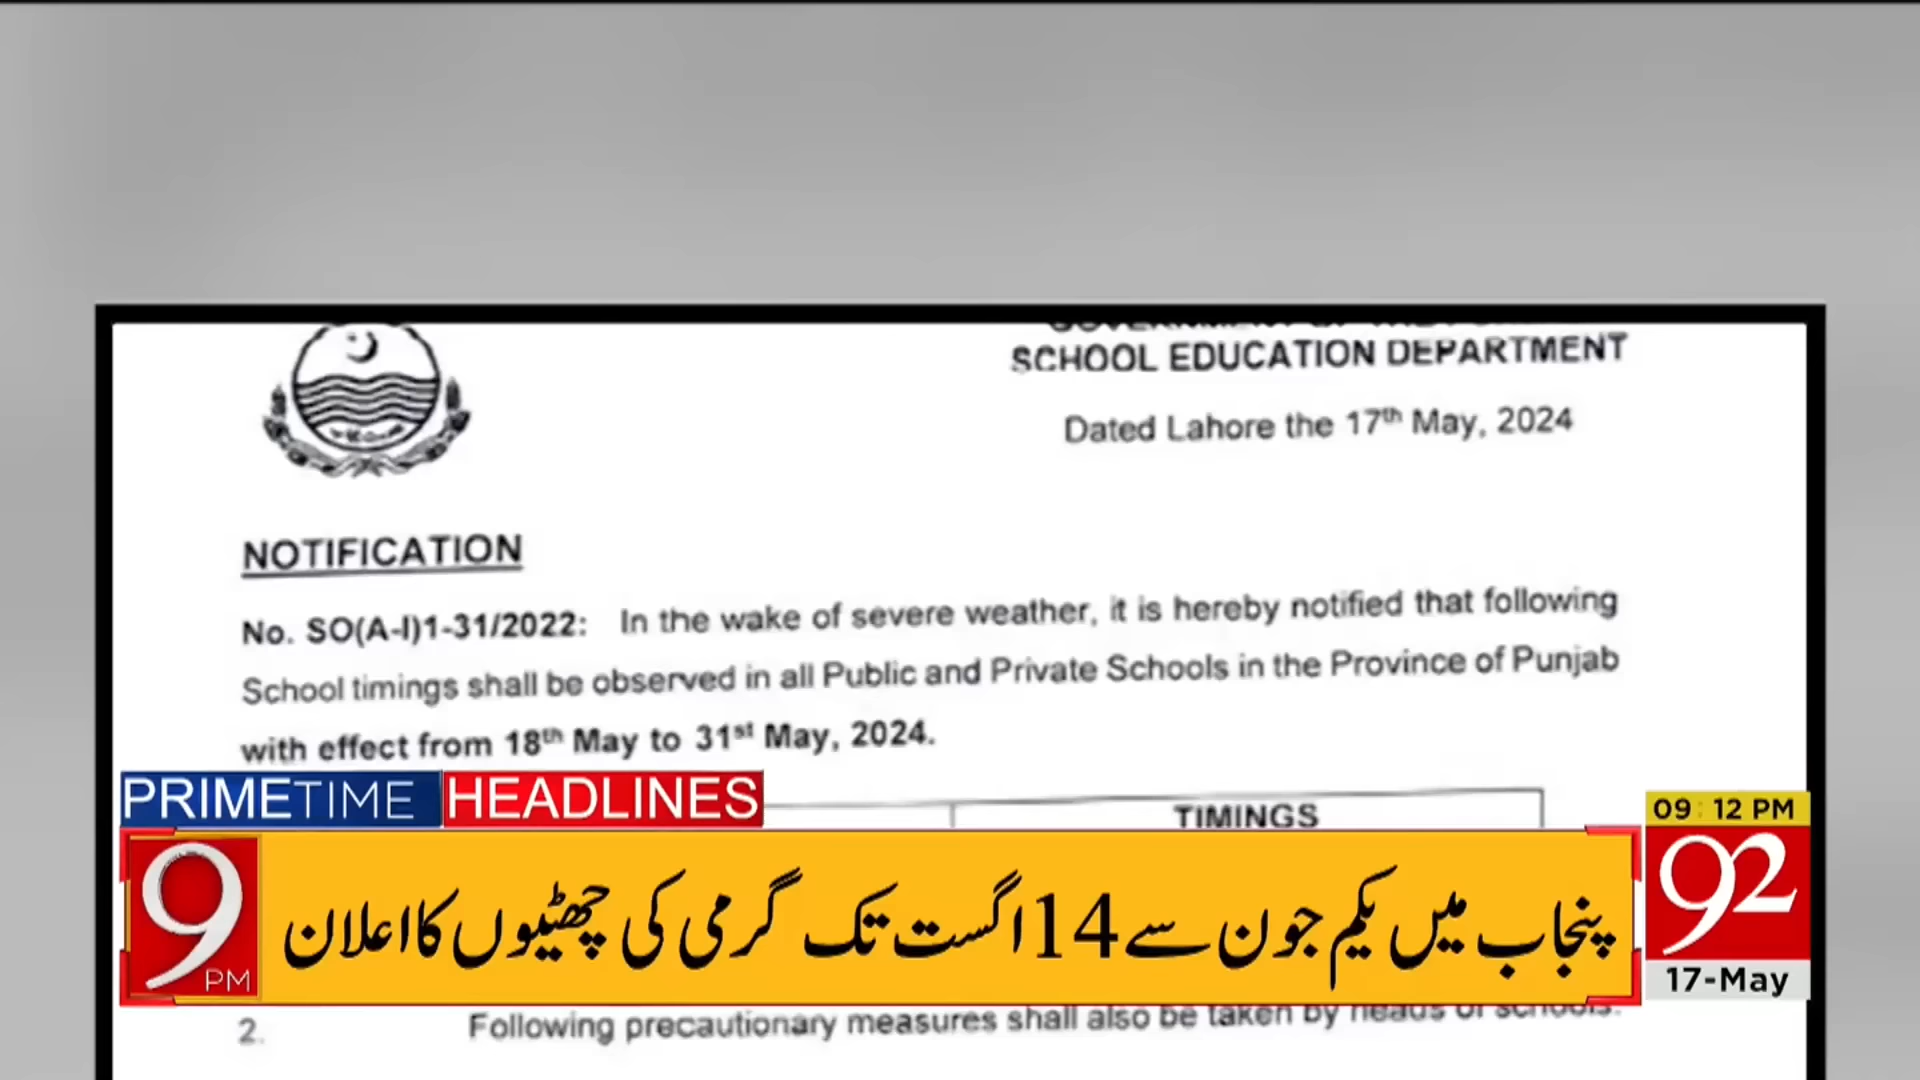 SCHOOL EDUCATION DEPARTMENT
Dated Lahore the 17th May, 2024
NOTIFICATION
No. SO(A-I)1-31/2022: In the wake of severe weather, it is hereby notified that following
School timings shall be observed in all Public and Private Schools in the Province of Punjab
with effect from 18th May to 31st May, 2024.
TIMINGS
PRIMETIME HEADLINES
09:12 PM
9 PM
پنجاب میں یکم جون سے 14 اگست تک گرمی کی چھٹیوں کا اعلان
92
17-May
2. Following precautionary measures shall also be taken by heads of schools.